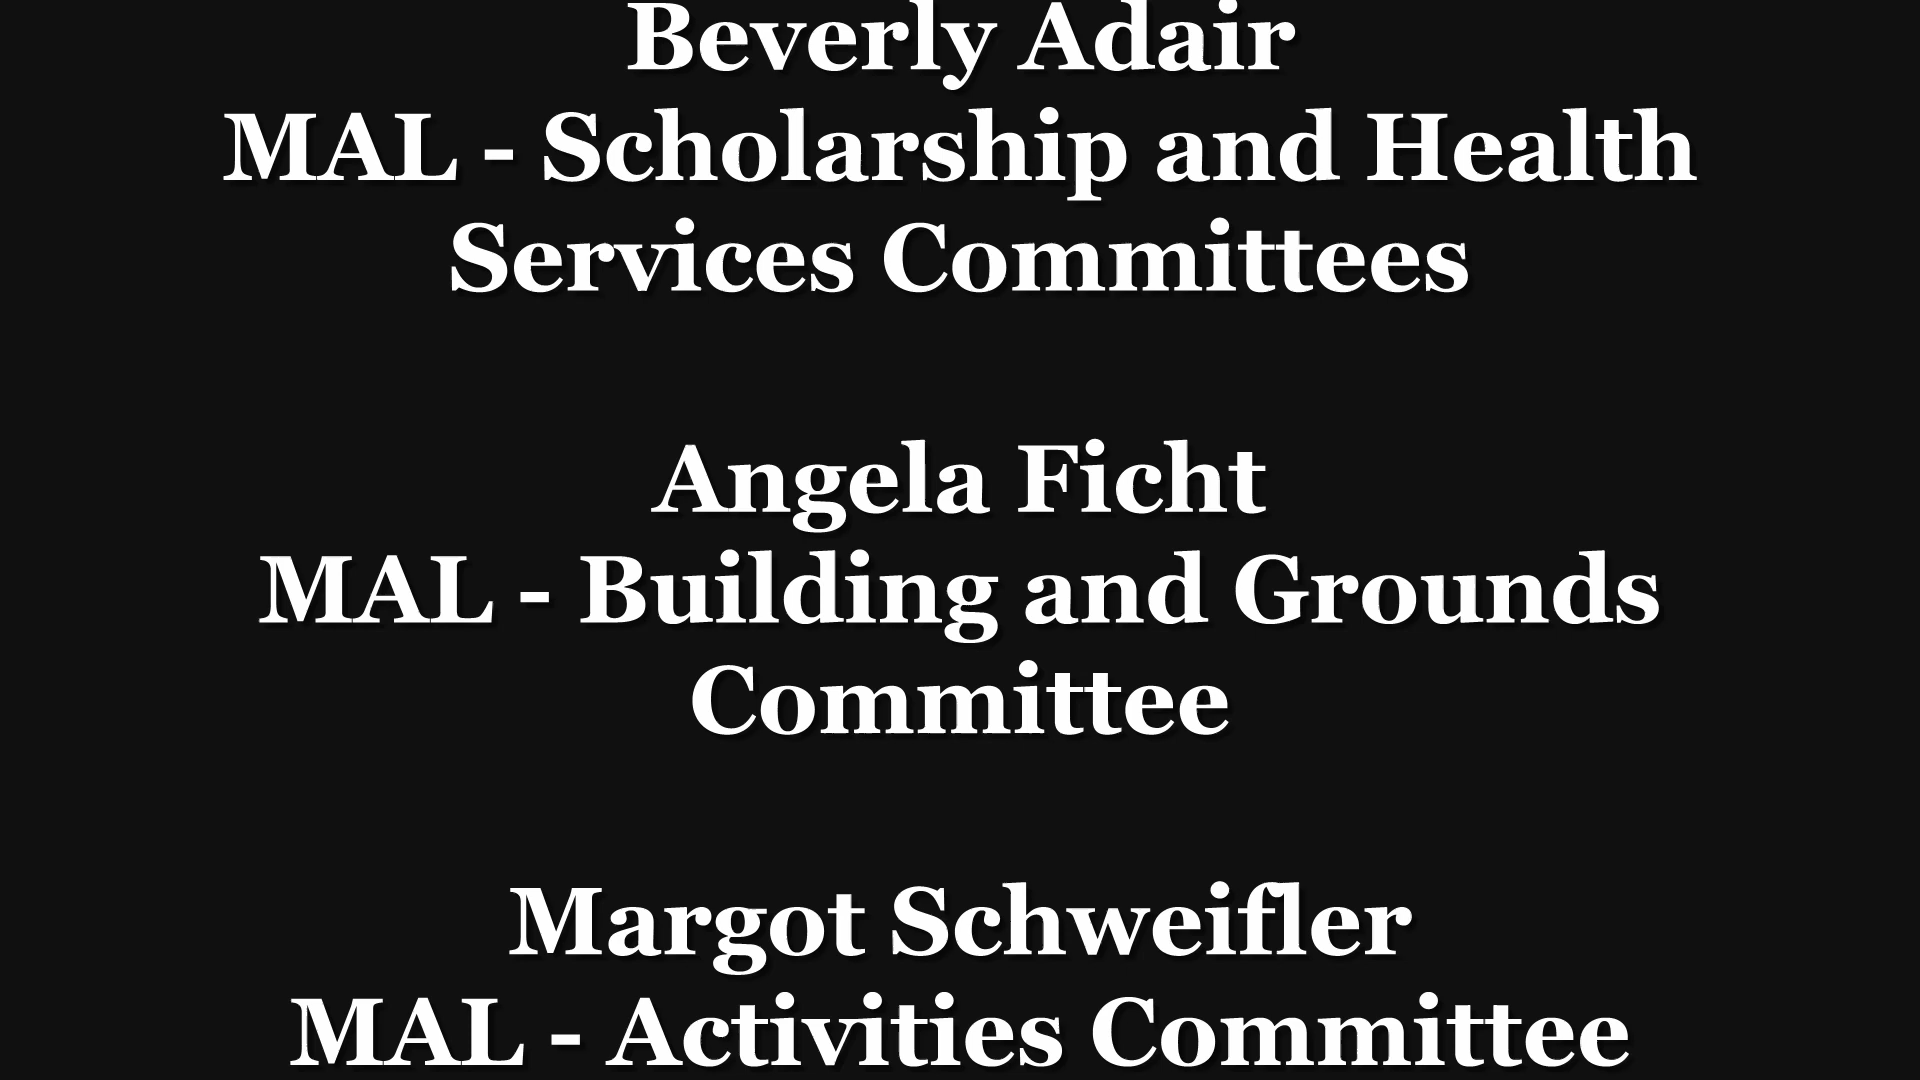 Beverly Adair
MAL - Scholarship and Health
Services Committees
Angela Ficht
MAL - Building and Grounds
Committee
Margot Schweifler
MAL - Activities Committee